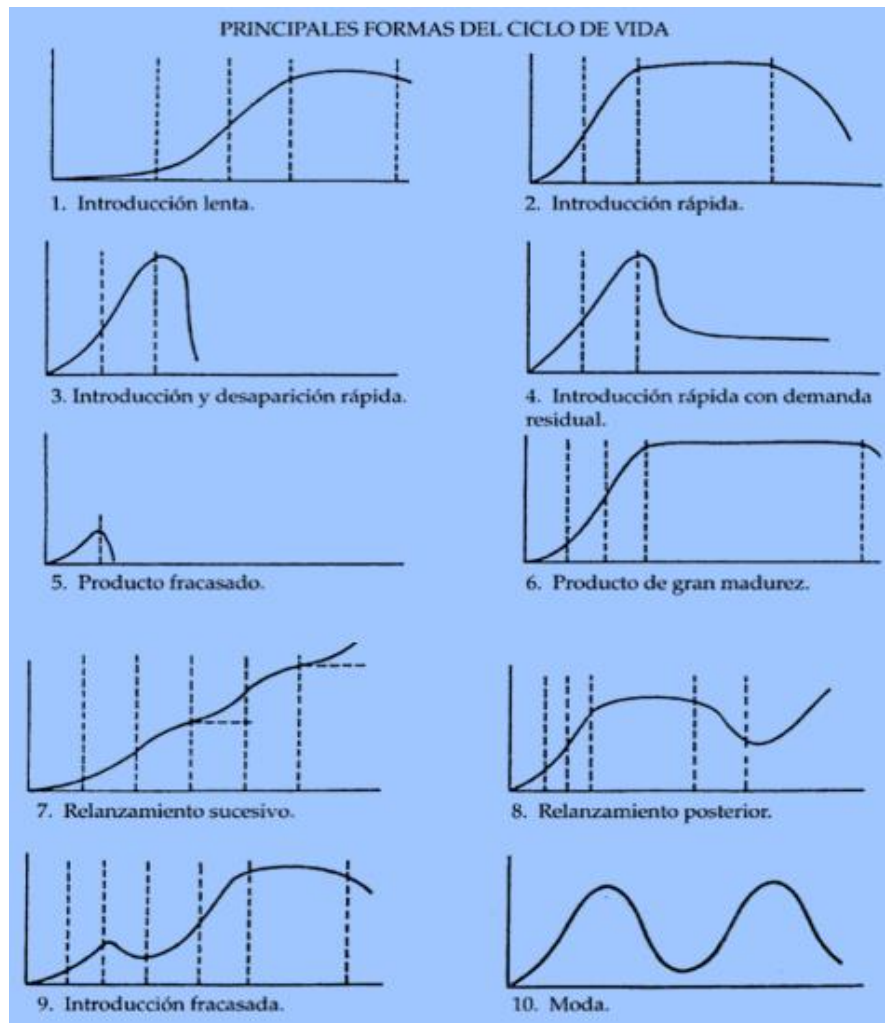 PRINCIPALES FORMAS DEL CICLO DE VIDA
1. Introducción lenta.
2. Introducción rápida.
3. Introducción y desaparición rápida.
4. Introducción rápida con demanda
residual.
5. Producto fracasado.
6. Producto de gran madurez.
7. Relanzamiento sucesivo.
8. Relanzamiento posterior.
9. Introducción fracasada.
10. Moda.